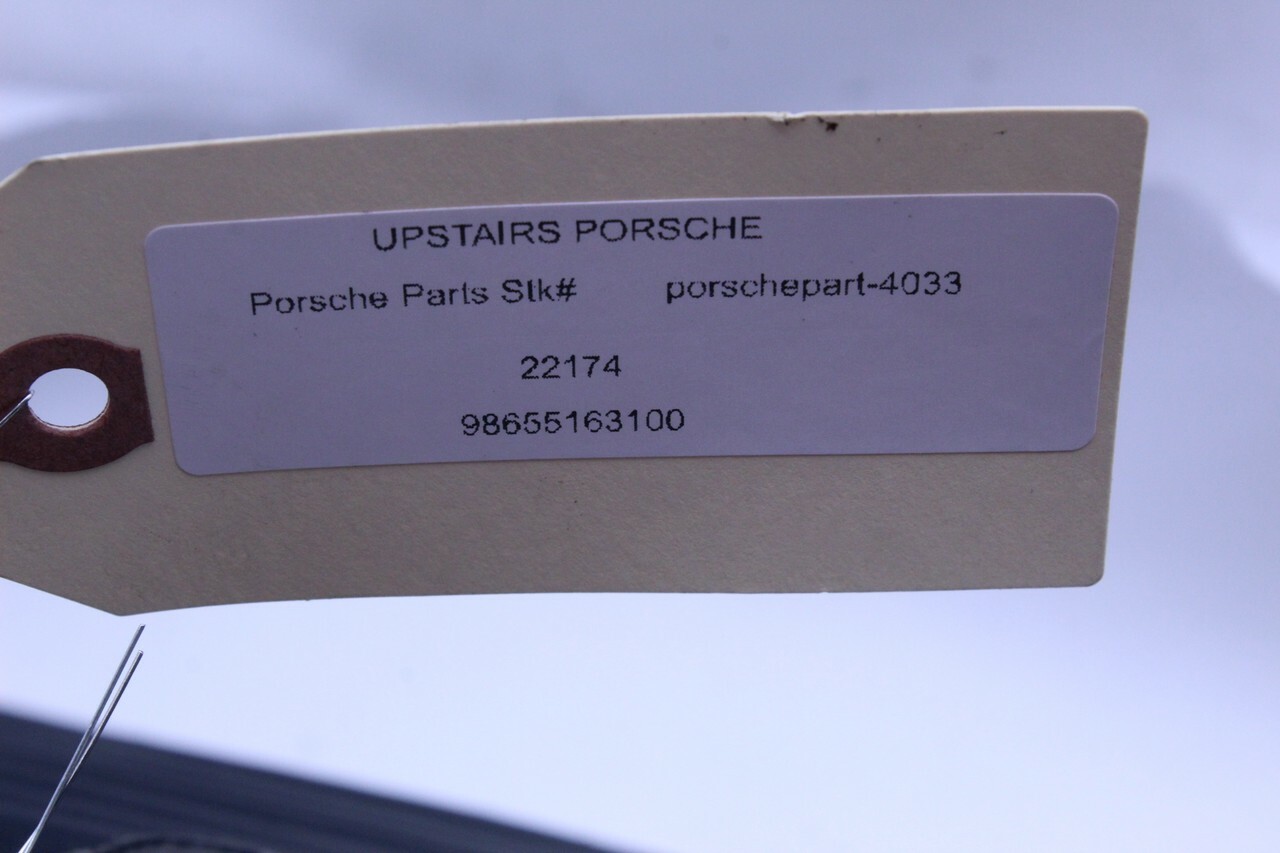 UPSTAIRS PORSCHE
Porsche Parts Stk# porschepart-4033
22174
98655163100